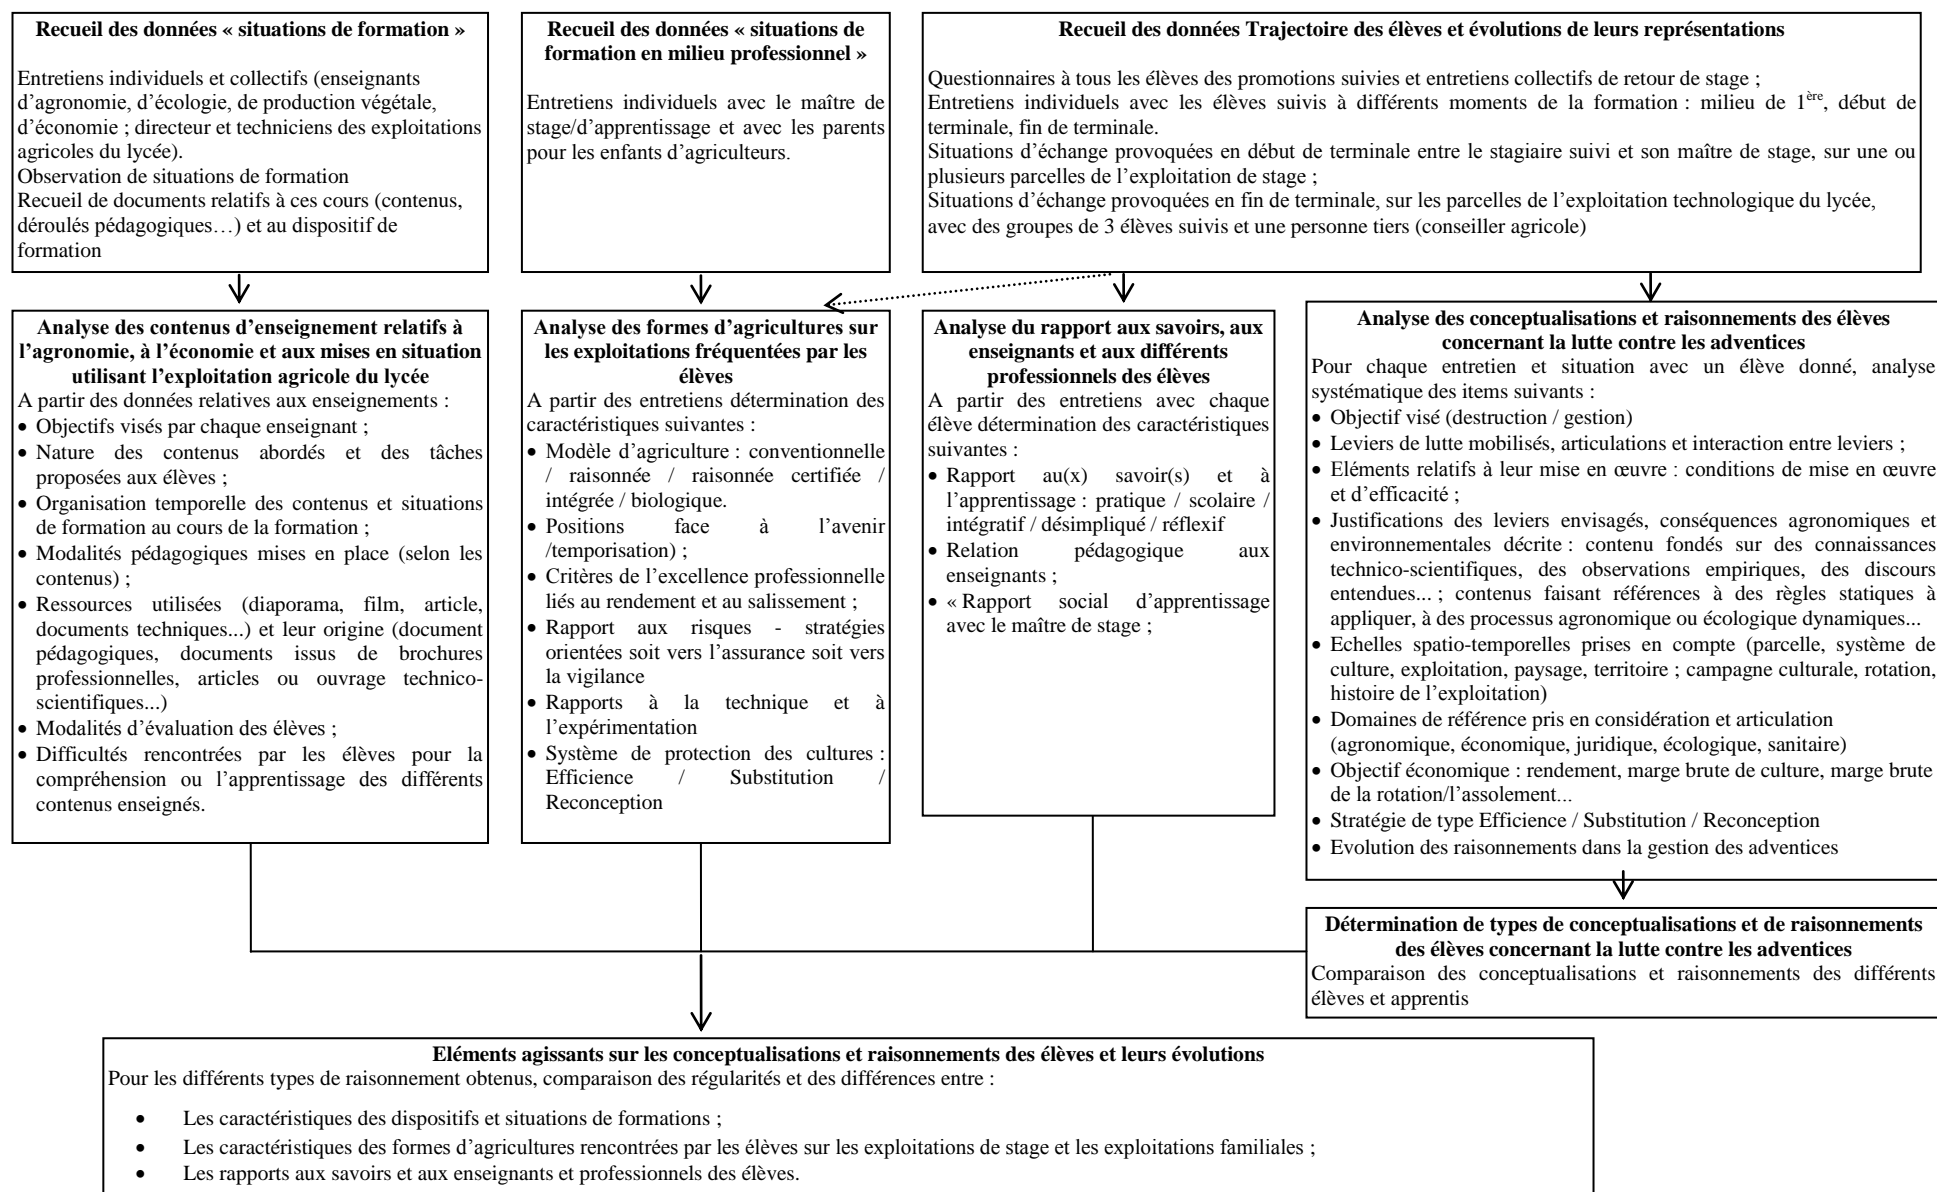 Recueil des données « situations de formation »
Entretiens individuels et collectifs (enseignants
d’agronomie, d’écologie, de production végétale,
d’économie ; directeur et techniciens des exploitations
agricoles du lycée).
Observation de situations de formation
Recueil de documents relatifs à ces cours (contenus,
déroulés pédagogiques…) et au dispositif de
formation
Recueil des données « situations de
formation en milieu professionnel »
Entretiens individuels avec le maître de
stage/d’apprentissage et avec les parents
pour les enfants d’agriculteurs.
Recueil des données Trajectoire des élèves et évolutions de leurs représentations
Questionnaires à tous les élèves des promotions suivies et entretiens collectifs de retour de stage ;
Entretiens individuels avec les élèves suivis à différents moments de la formation : milieu de 1ère, début de
terminale, fin de terminale.
Situations d’échange provoquées en début de terminale entre le stagiaire suivi et son maître de stage, sur une ou
plusieurs parcelles de l’exploitation de stage ;
Situations d’échange provoquées en fin de terminale, sur les parcelles de l’exploitation technologique du lycée,
avec des groupes de 3 élèves suivis et une personne tiers (conseiller agricole)
Analyse des contenus d’enseignement relatifs à
l’agronomie, à l’économie et aux mises en situation
utilisant l’exploitation agricole du lycée
A partir des données relatives aux enseignements :
• Objectifs visés par chaque enseignant ;
• Nature des contenus abordés et des tâches
proposées aux élèves ;
• Organisation temporelle des contenus et situations
de formation au cours de la formation ;
• Modalités pédagogiques mises en place (selon les
contenus) ;
• Ressources utilisées (diaporama, film, article,
documents techniques...) et leur origine (document
pédagogiques, documents issus de brochures
professionnelles, articles ou ouvrage technico-
scientifiques...)
• Modalités d’évaluation des élèves ;
• Difficultés rencontrées par les élèves pour la
compréhension ou l’apprentissage des différents
contenus enseignés.
Analyse des formes d’agricultures sur
les exploitations fréquentées par les
élèves
A partir des entretiens détermination des
caractéristiques suivantes :
• Modèle d’agriculture : conventionnelle
/ raisonnée / raisonnée certifiée /
intégrée / biologique.
• Positions face à l’avenir
/temporisation) ;
• Critères de l’excellence professionnelle
liés au rendement et au salissement ;
• Rapport aux risques - stratégies
orientées soit vers l’assurance soit vers
la vigilance
• Rapports à la technique et à
l’expérimentation
• Système de protection des cultures :
Efficience / Substitution /
Reconception
Analyse du rapport aux savoirs, aux
enseignants et aux différents
professionnels des élèves
A partir des entretiens avec chaque
élève détermination des caractéristiques
suivantes :
• Rapport au(x) savoir(s) et à
l’apprentissage : pratique / scolaire /
intégratif / désimpliqué / réflexif
• Relation pédagogique aux
enseignants ;
• « Rapport social d’apprentissage
avec le maître de stage ;
Analyse des conceptualisations et raisonnements des élèves
concernant la lutte contre les adventices
Pour chaque entretien et situation avec un élève donné, analyse
systématique des items suivants :
• Objectif visé (destruction / gestion)
• Leviers de lutte mobilisés, articulations et interaction entre leviers ;
• Eléments relatifs à leur mise en œuvre : conditions de mise en œuvre
et d’efficacité ;
• Justifications des leviers envisagés, conséquences agronomiques et
environnementales décrite : contenu fondés sur des connaissances
technico-scientifiques, des observations empiriques, des discours
entendues... ; contenus faisant références à des règles statiques à
appliquer, à des processus agronomique ou écologique dynamiques...
• Echelles spatio-temporelles prises en compte (parcelle, système de
culture, exploitation, paysage, territoire ; campagne culturale, rotation,
histoire de l’exploitation)
• Domaines de référence pris en considération et articulation
(agronomique, économique, juridique, écologique, sanitaire)
• Objectif économique : rendement, marge brute de culture, marge brute
de la rotation/l’assolement...
• Stratégie de type Efficience / Substitution / Reconception
• Evolution des raisonnements dans la gestion des adventices
Détermination de types de conceptualisations et de raisonnements
des élèves concernant la lutte contre les adventices
Comparaison des conceptualisations et raisonnements des différents
élèves et apprentis
Eléments agissants sur les conceptualisations et raisonnements des élèves et leurs évolutions
Pour les différents types de raisonnement obtenus, comparaison des régularités et des différences entre :
• Les caractéristiques des dispositifs et situations de formations ;
• Les caractéristiques des formes d’agricultures rencontrées par les élèves sur les exploitations de stage et les exploitations familiales ;
• Les rapports aux savoirs et aux enseignants et professionnels des élèves.